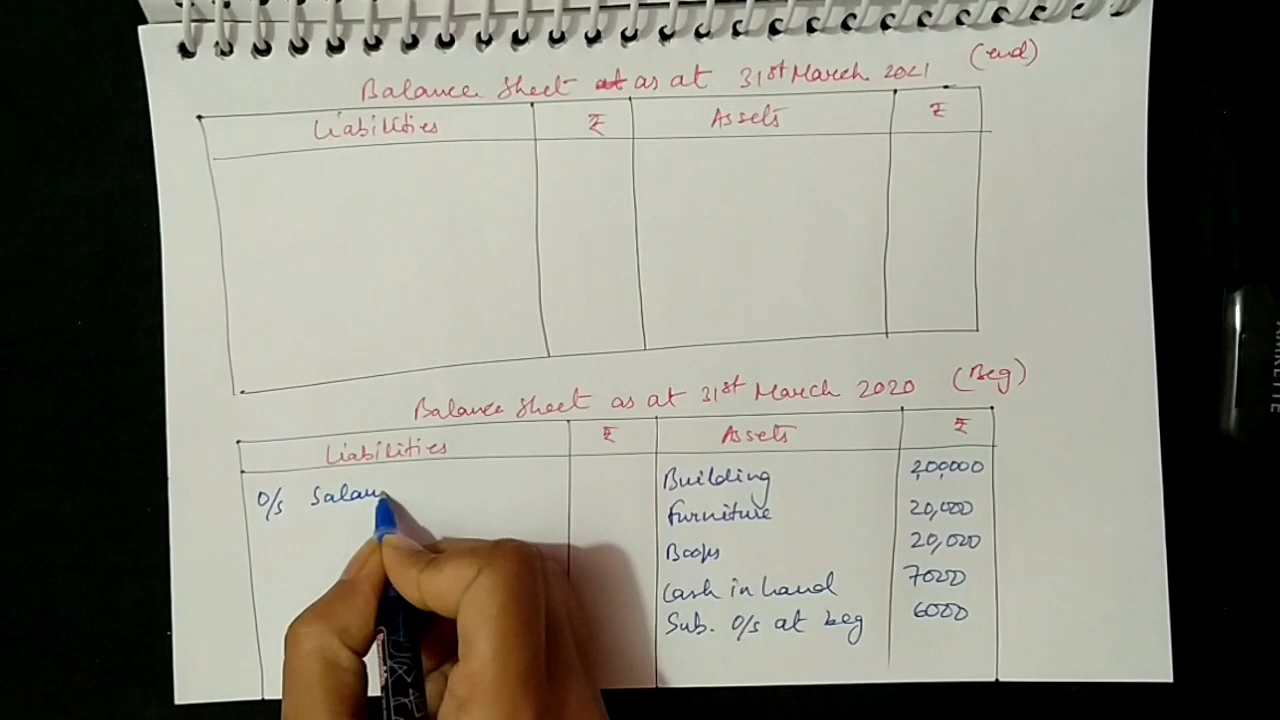 Balance Sheet as at 31st March 2021 (end)
Liabilities ₹ Assets ₹
Balance Sheet as at 31st March 2020 (Beg)
Liabilities ₹ Assets ₹
O/s Salary Building 2,00,000
Furniture 20,000
Books 20,000
Cash in hand 7000
Sub. O/s at beg 6000